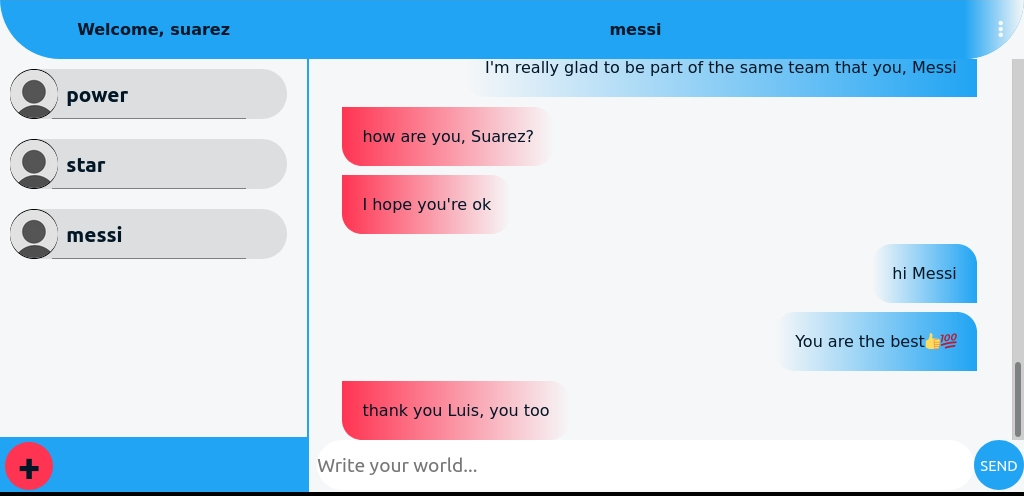 Welcome, suarez
messi
power
star
messi
I'm really glad to be part of the same team that you, Messi
how are you, Suarez?
I hope you're ok
hi Messi
You are the best👍💯
thank you Luis, you too
Write your world...
SEND